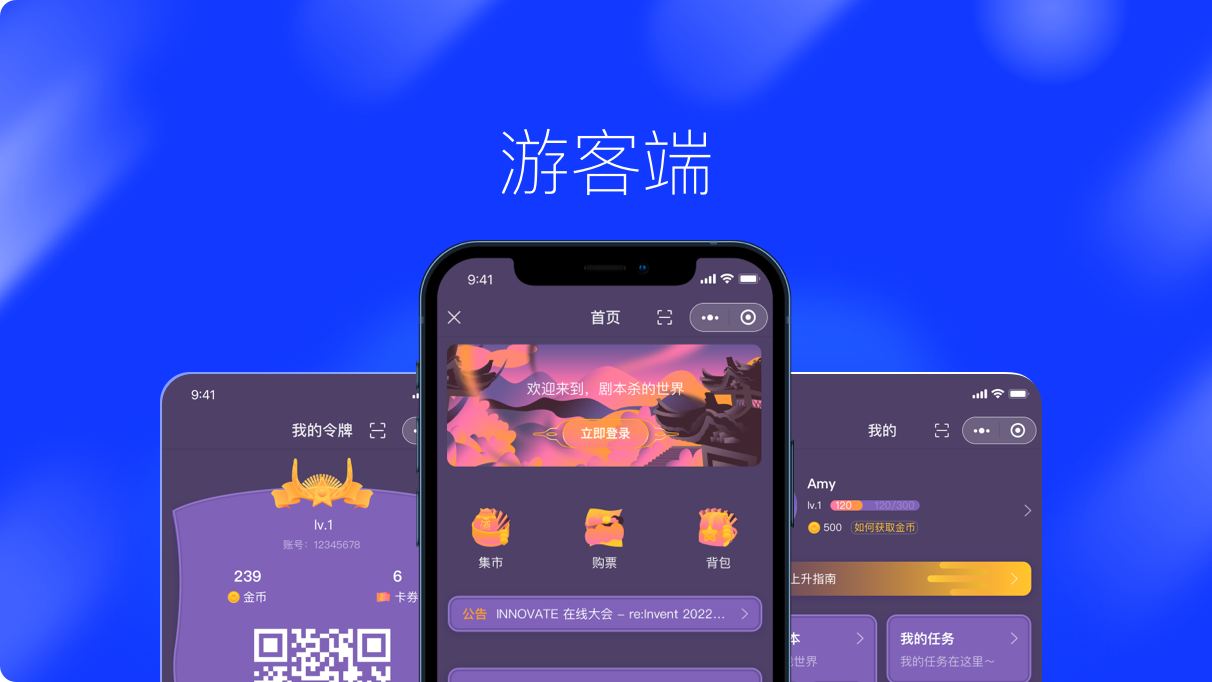 游客端
9:41
首页
欢迎来到，剧本杀的世界
立即登录
集市
购票
背包
公告 INNOVATE 在线大会 – re:Invent 2022...
9:41
我的令牌
lv.1
账号：12345678
239
金币
6
卡券
我的
Amy
lv.1 120 120/300
500 如何获取金币
上升指南
本
世界
我的任务
我的任务在这里～